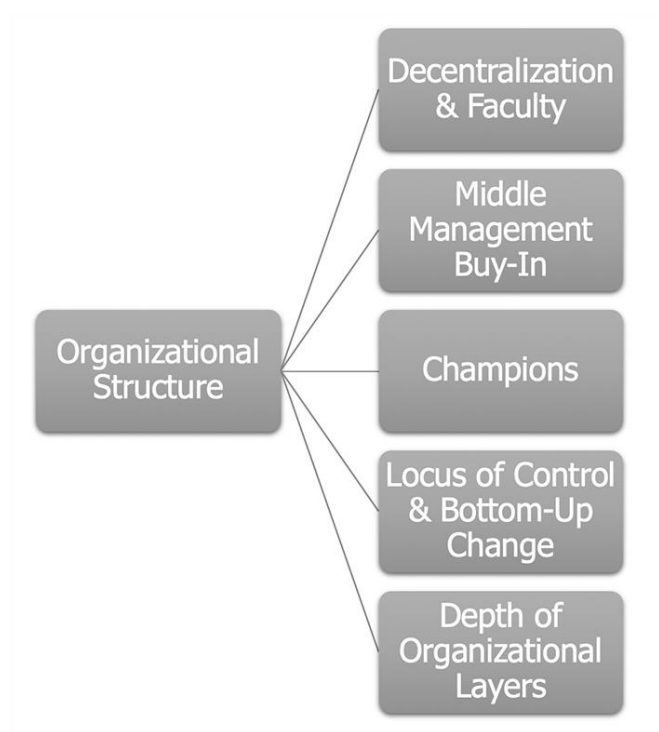 Decentralization
& Faculty
Middle
Management
Buy-In
Organizational
Structure
Champions
Locus of Control
& Bottom-Up
Change
Depth of
Organizational
Layers